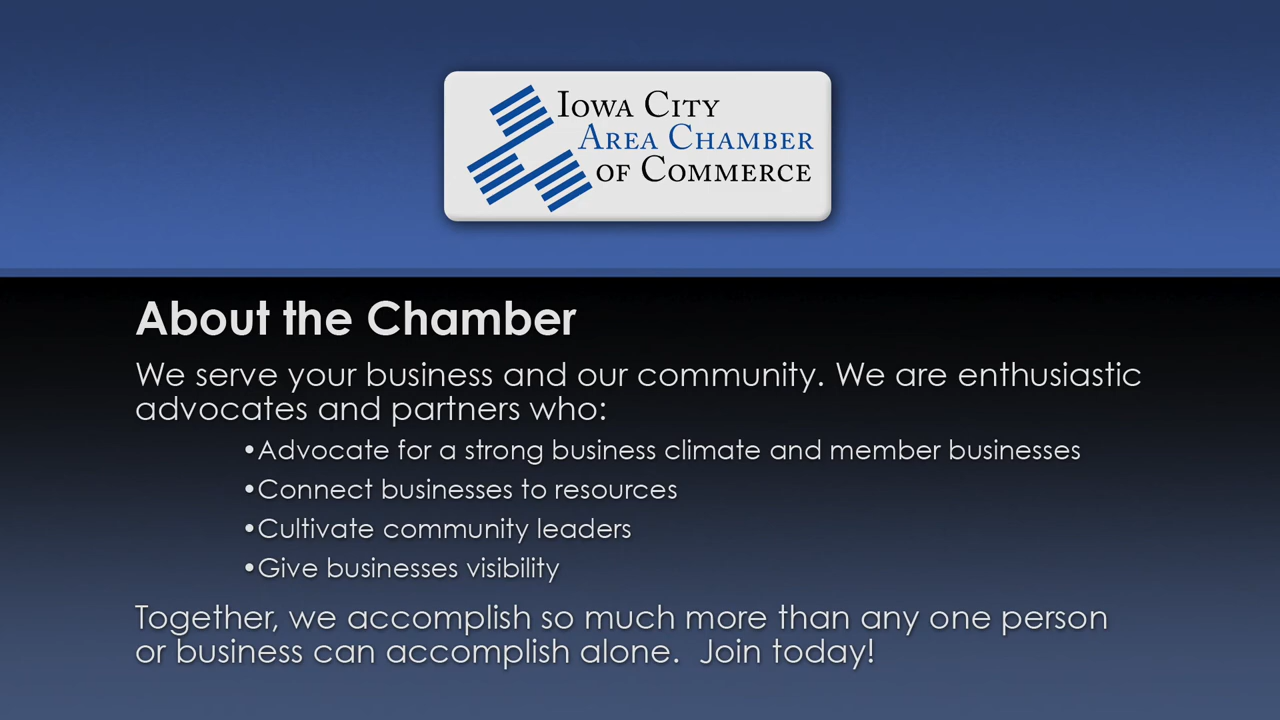 Iowa City
Area Chamber
of Commerce
About the Chamber
We serve your business and our community. We are enthusiastic
advocates and partners who:
•Advocate for a strong business climate and member businesses
•Connect businesses to resources
•Cultivate community leaders
•Give businesses visibility
Together, we accomplish so much more than any one person
or business can accomplish alone.  Join today!